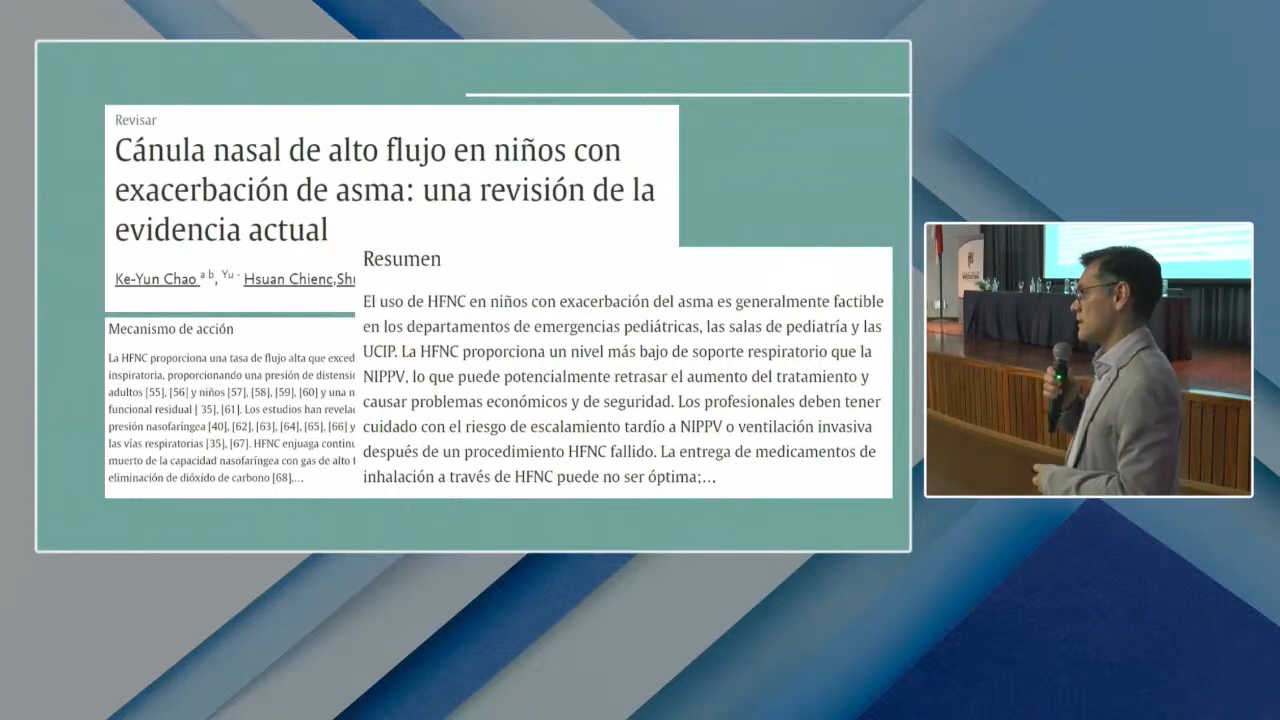 Revisar
Cánula nasal de alto flujo en niños con
exacerbación de asma: una revisión de la
evidencia actual
Ke-Yun Chao a b, Yu - Hsuan Chienc,Shu
Mecanismo de acción
La HFNC proporciona una tasa de flujo alta que exced
inspiratoria, proporcionando una presión de distensió
adultos [55], [56] y niños [57], [58], [59], [60] y una m
funcional residual [ 35], [61]. Los estudios han revelad
presión nasofaríngea [40], [62], [63], [64], [65], [66] y
las vías respiratorias [35], [67]. HFNC enjuaga continu
muerto de la capacidad nasofaríngea con gas de alto f
eliminación de dióxido de carbono [68],...
Resumen
El uso de HFNC en niños con exacerbación del asma es generalmente factible
en los departamentos de emergencias pediátricas, las salas de pediatría y las
UCIP. La HFNC proporciona un nivel más bajo de soporte respiratorio que la
NIPPV, lo que puede potencialmente retrasar el aumento del tratamiento y
causar problemas económicos y de seguridad. Los profesionales deben tener
cuidado con el riesgo de escalamiento tardío a NIPPV o ventilación invasiva
después de un procedimiento HFNC fallido. La entrega de medicamentos de
inhalación a través de HFNC puede no ser óptima;...